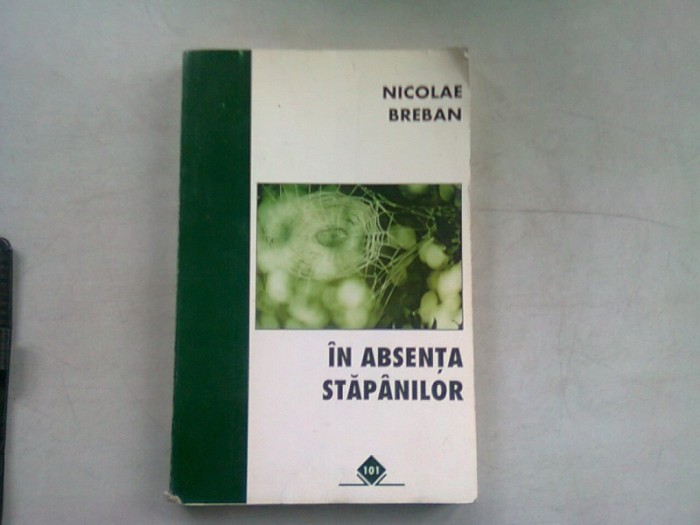 NICOLAE
BREBAN
ÎN ABSENȚA
STĂPÂNILOR
101